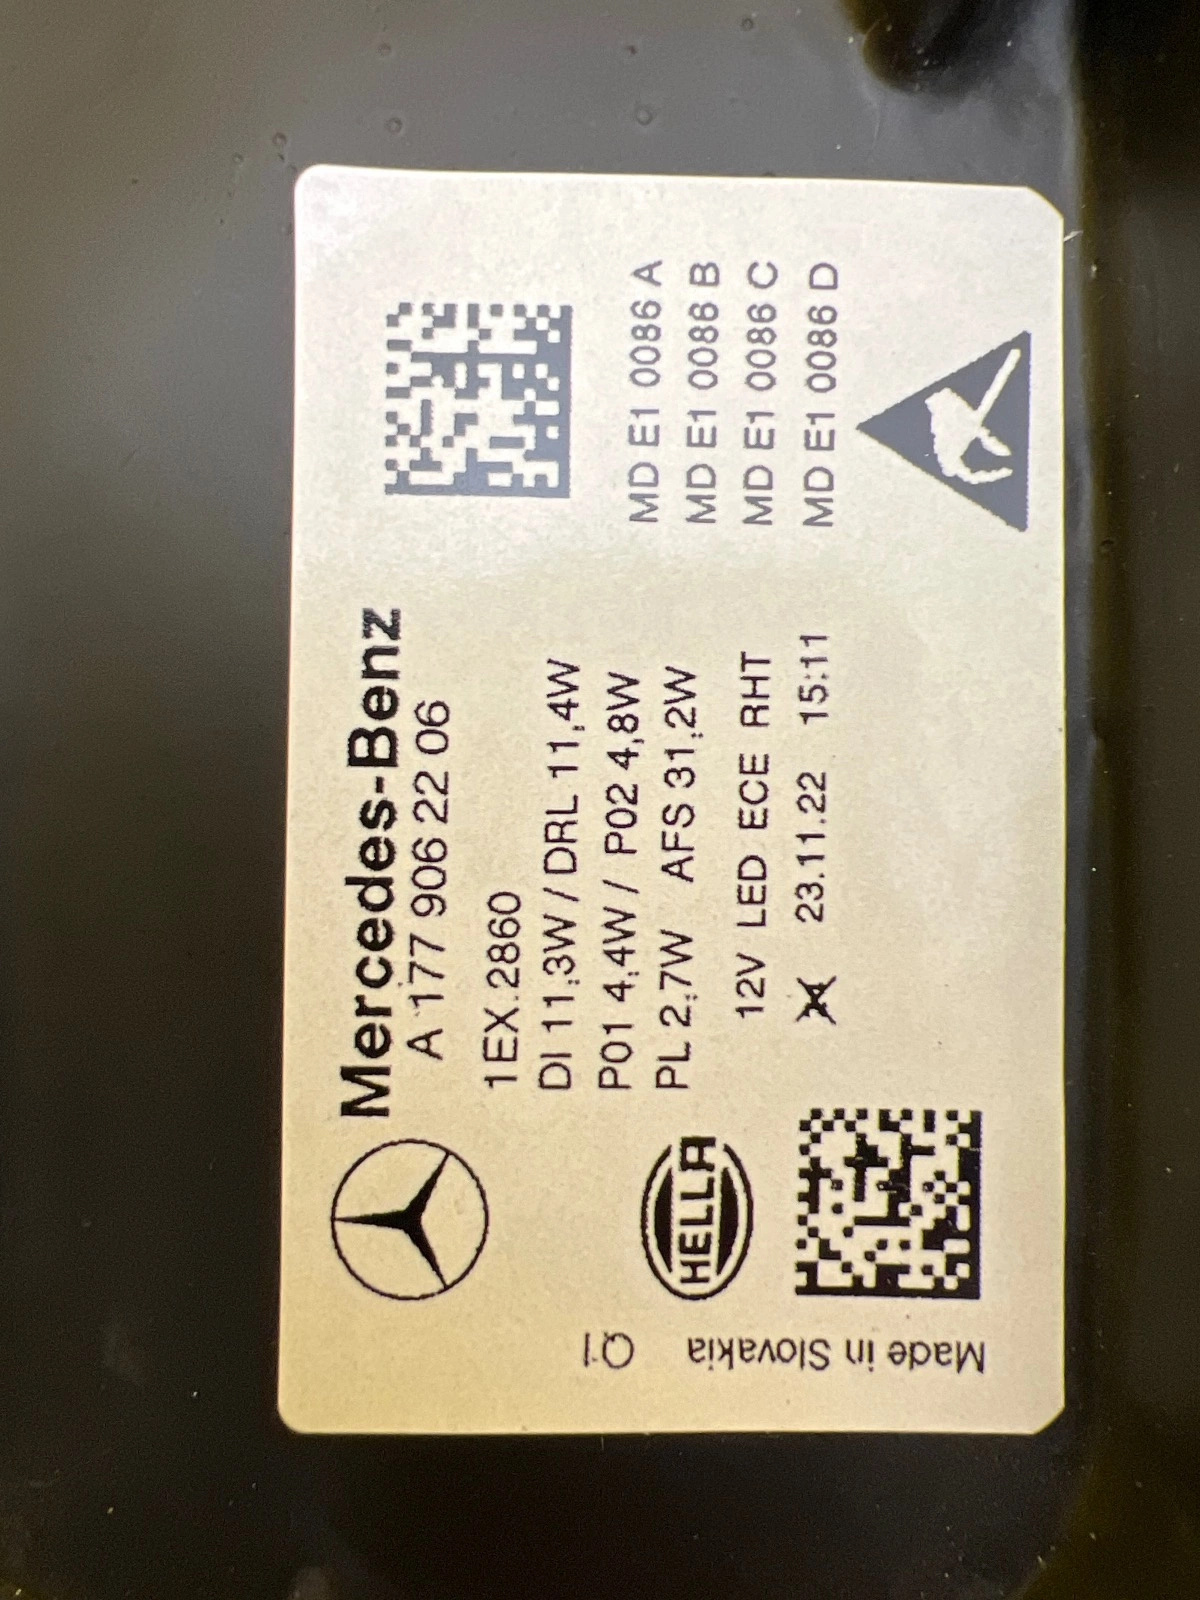 Mercedes-Benz
A 177 906 22 06
1EX.2860
DI 11,3W / DRL 11,4W
P01 4,4W / P02 4,8W
PL 2,7W AFS 31,2W
12V LED ECE RHT
23.11.22 15:11
HELLA
MD E1 0086 A
MD E1 0086 B
MD E1 0086 C
MD E1 0086 D
Q1
Made in Slovakia